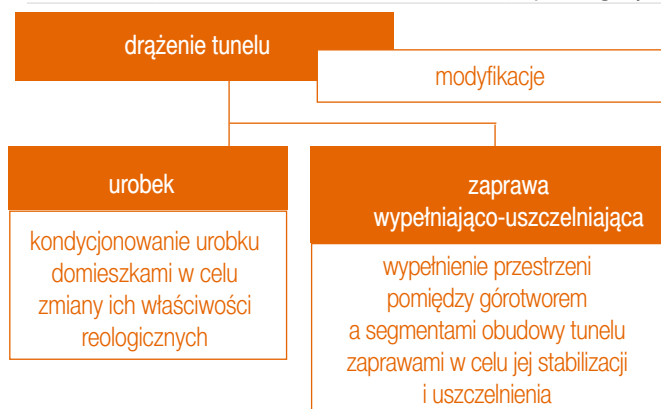 drążenie tunelu
modyfikacje
urobek
kondycjonowanie urobku
domieszkami w celu
zmiany ich właściwości
reologicznych
zaprawa
wypełniająco-uszczelniająca
wypełnienie przestrzeni
pomiędzy górotworem
a segmentami obudowy tunelu
zaprawami w celu jej stabilizacji
i uszczelnienia